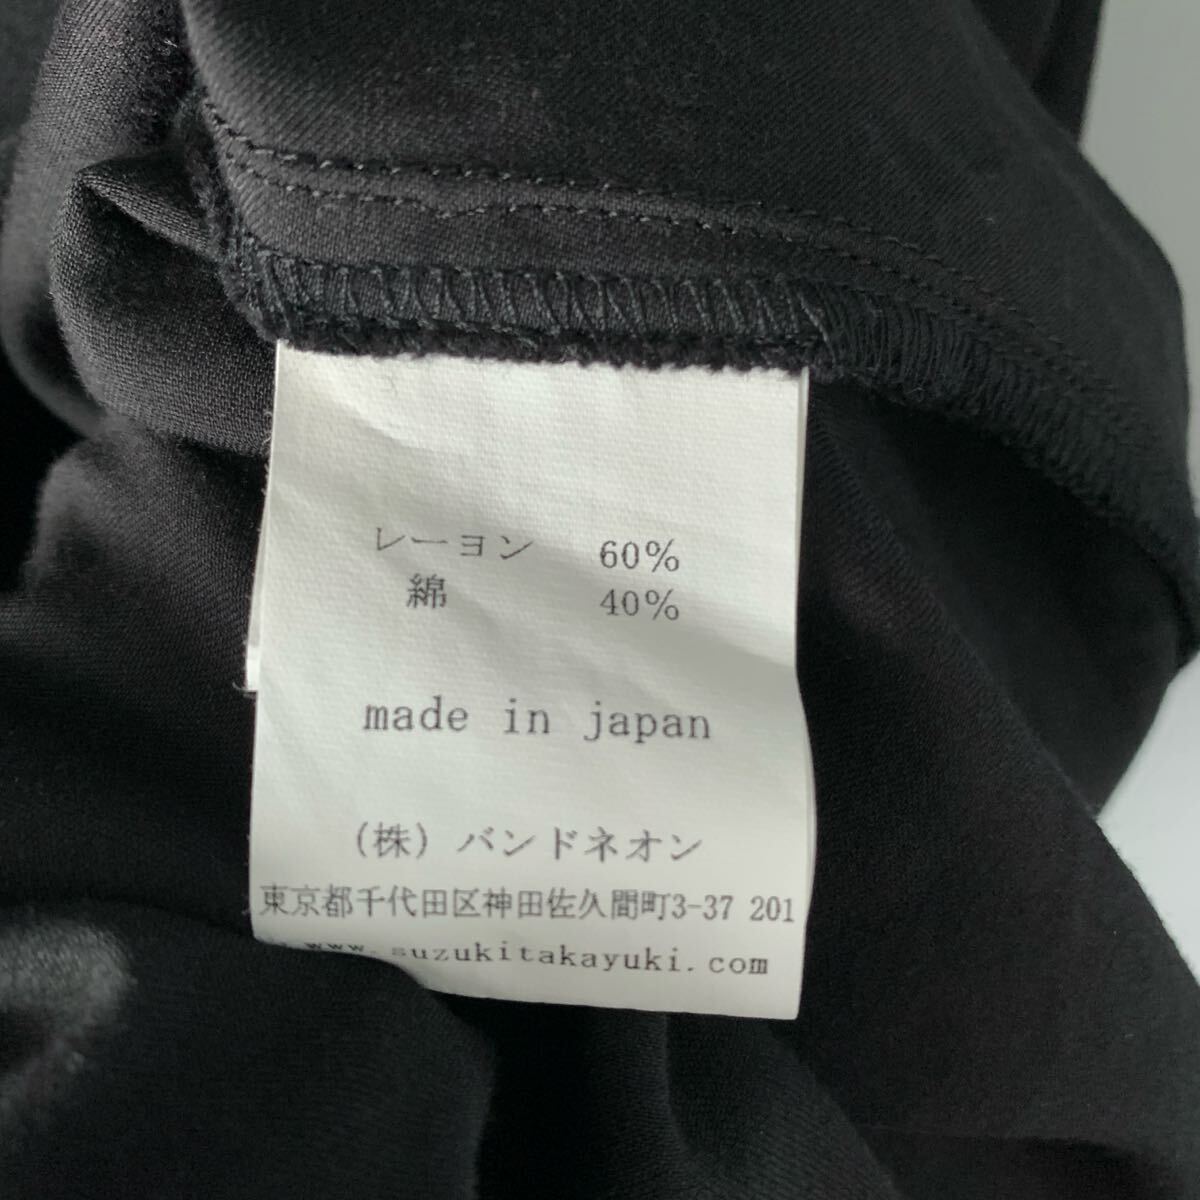 レーヨン 60%
綿 40%
made in japan
(株) バンドネオン
東京都千代田区神田佐久間町3-37 201
www.suzukitakayuki.com